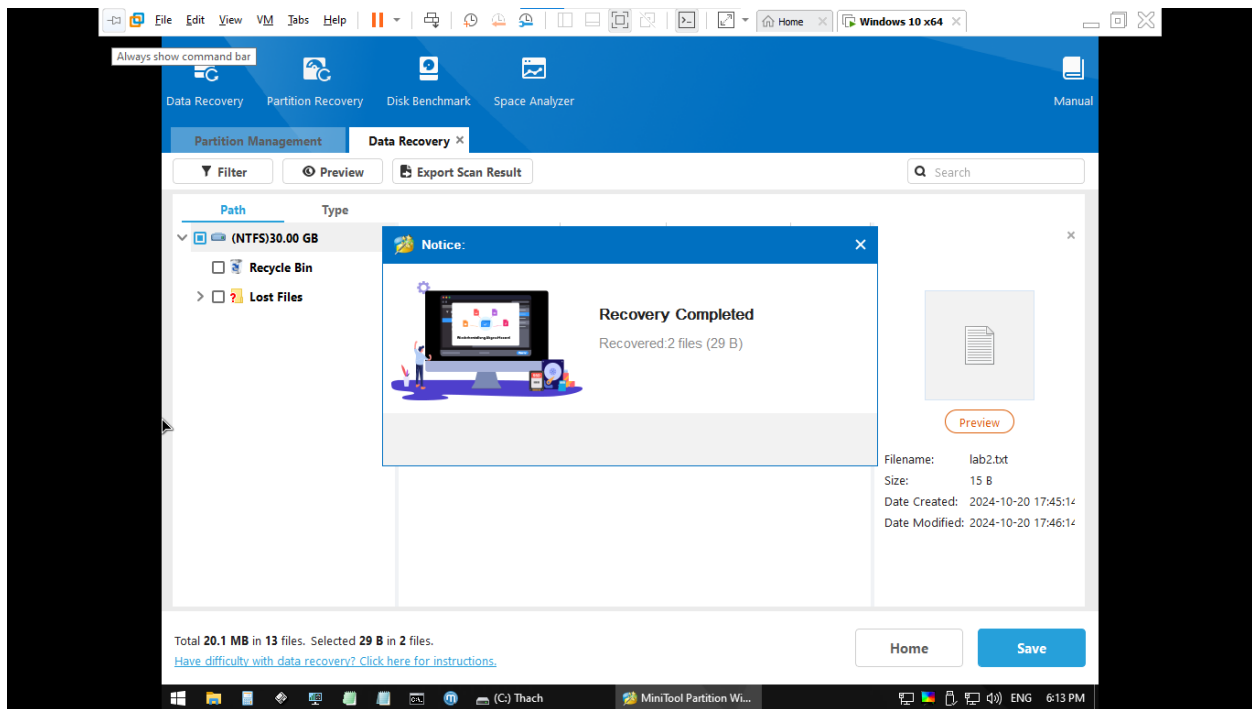 File Edit View VM Tabs Help Home Windows 10 x64
Always show command bar
Data Recovery Partition Recovery Disk Benchmark Space Analyzer Manual
Partition Management Data Recovery
Filter Preview Export Scan Result Search
Path Type
(NTFS)30.00 GB
Recycle Bin
Lost Files
Notice:
Recovery Completed
Recovered:2 files (29 B)
Preview
Filename: lab2.txt
Size: 15 B
Date Created: 2024-10-20 17:45:14
Date Modified: 2024-10-20 17:46:14
Total 20.1 MB in 13 files. Selected 29 B in 2 files.
Have difficulty with data recovery? Click here for instructions.
Home Save
(C:) Thach MiniTool Partition Wi... ENG 6:13 PM